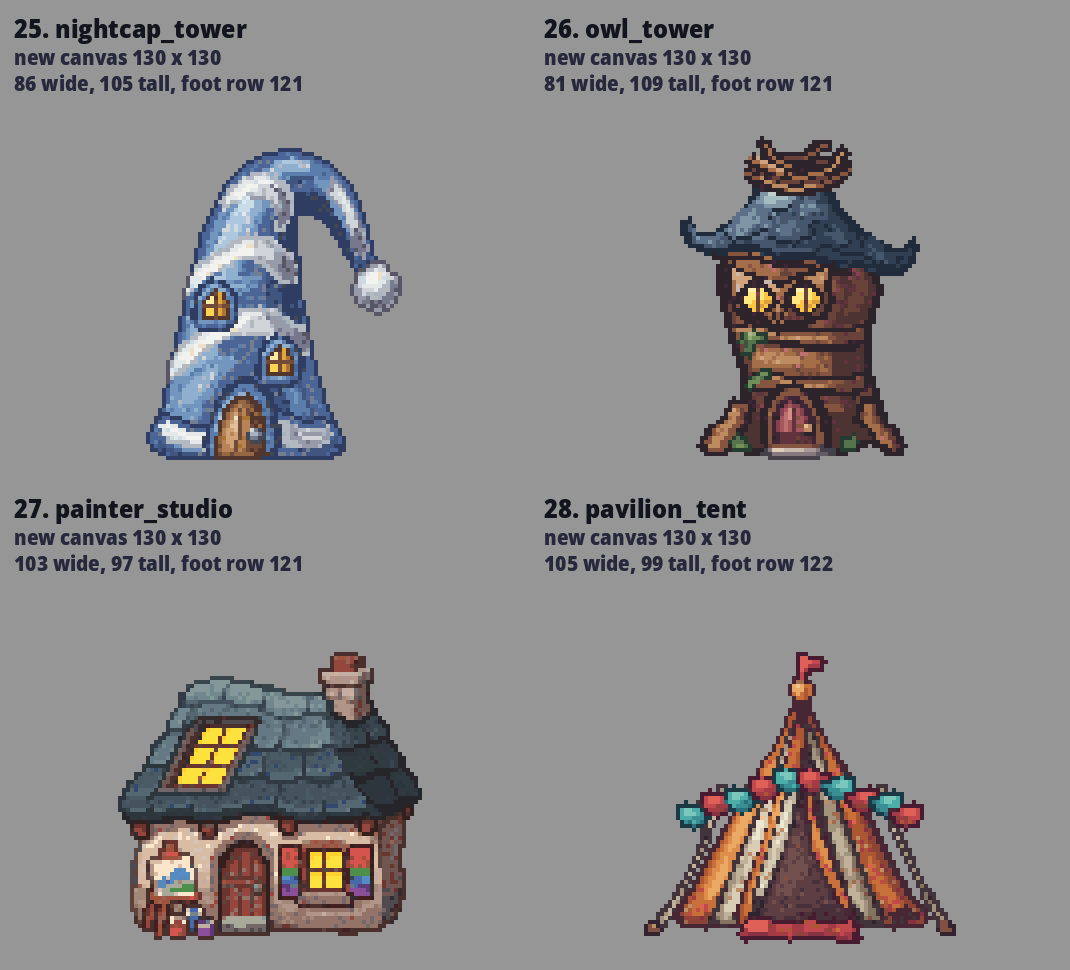 25. nightcap_tower
new canvas 130 x 130
86 wide, 105 tall, foot row 121
26. owl_tower
new canvas 130 x 130
81 wide, 109 tall, foot row 121
27. painter_studio
new canvas 130 x 130
103 wide, 97 tall, foot row 121
28. pavilion_tent
new canvas 130 x 130
105 wide, 99 tall, foot row 122